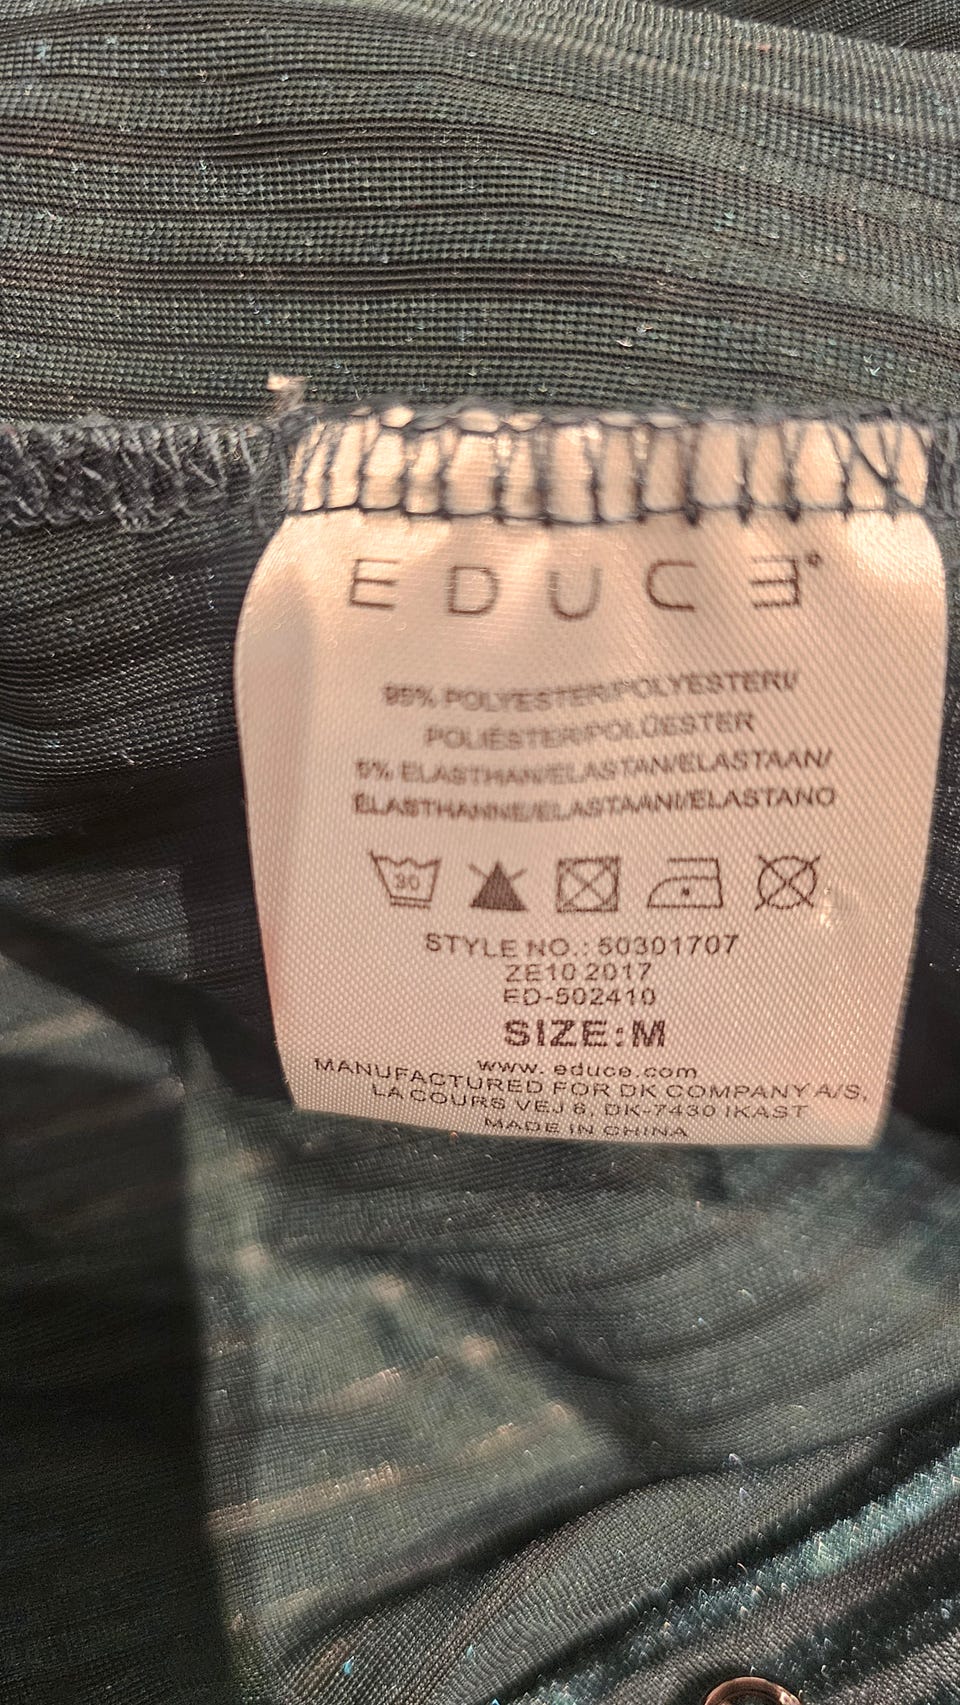 EDUCE
95% POLYESTER/POLYESTERI/
POLIÉSTER/POLÜESTER
5% ELASTHAN/ELASTAN/ELASTAAN/
ÉLASTHANNE/ELASTAANI/ELASTANO
30
STYLE NO.: 50301707
ZE10 2017
ED-502410
SIZE:M
www. educe.com
MANUFACTURED FOR DK COMPANY A/S,
LA COURS VEJ 6, DK-7430 IKAST
MADE IN CHINA